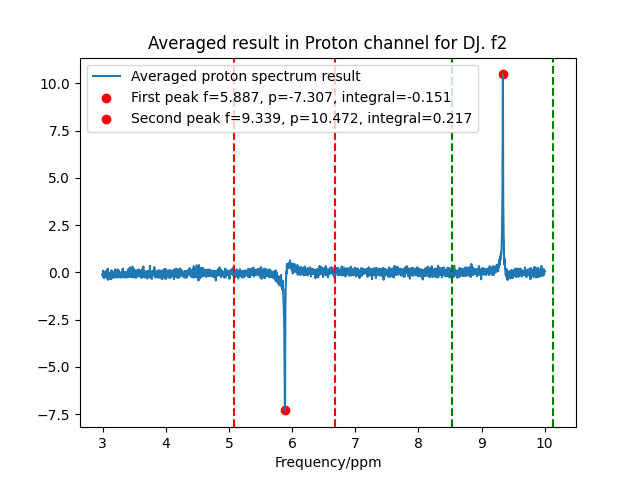 Averaged result in Proton channel for DJ. f2
Averaged proton spectrum result
First peak f=5.887, p=-7.307, integral=-0.151
Second peak f=9.339, p=10.472, integral=0.217
10.0
7.5
5.0
2.5
0.0
−2.5
−5.0
−7.5
3 4 5 6 7 8 9 10
Frequency/ppm